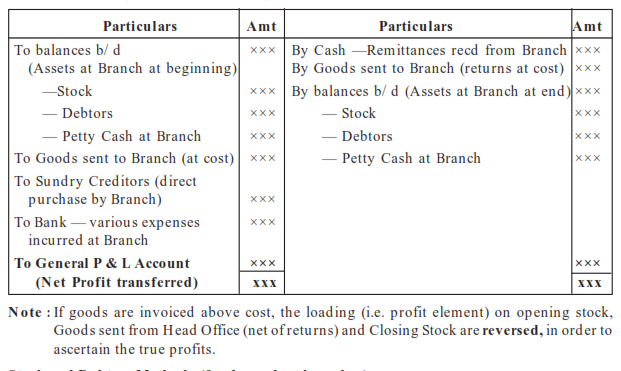 Particulars Amt Particulars Amt
To balances b/ d ××× By Cash —Remittances recd from Branch ×××
(Assets at Branch at beginning) By Goods sent to Branch (returns at cost) ×××
—Stock ××× By balances b/ d (Assets at Branch at end) ×××
— Debtors ××× — Stock ×××
— Petty Cash at Branch ××× — Debtors ×××
To Goods sent to Branch (at cost) ××× — Petty Cash at Branch ×××
To Sundry Creditors (direct
purchase by Branch) ×××
To Bank — various expenses ×××
incurred at Branch
To General P & L Account ××× ×××
(Net Profit transferred) xxx xxx
Note : If goods are invoiced above cost, the loading (i.e. profit element) on opening stock,
Goods sent from Head Office (net of returns) and Closing Stock are reversed, in order to
ascertain the true profits.